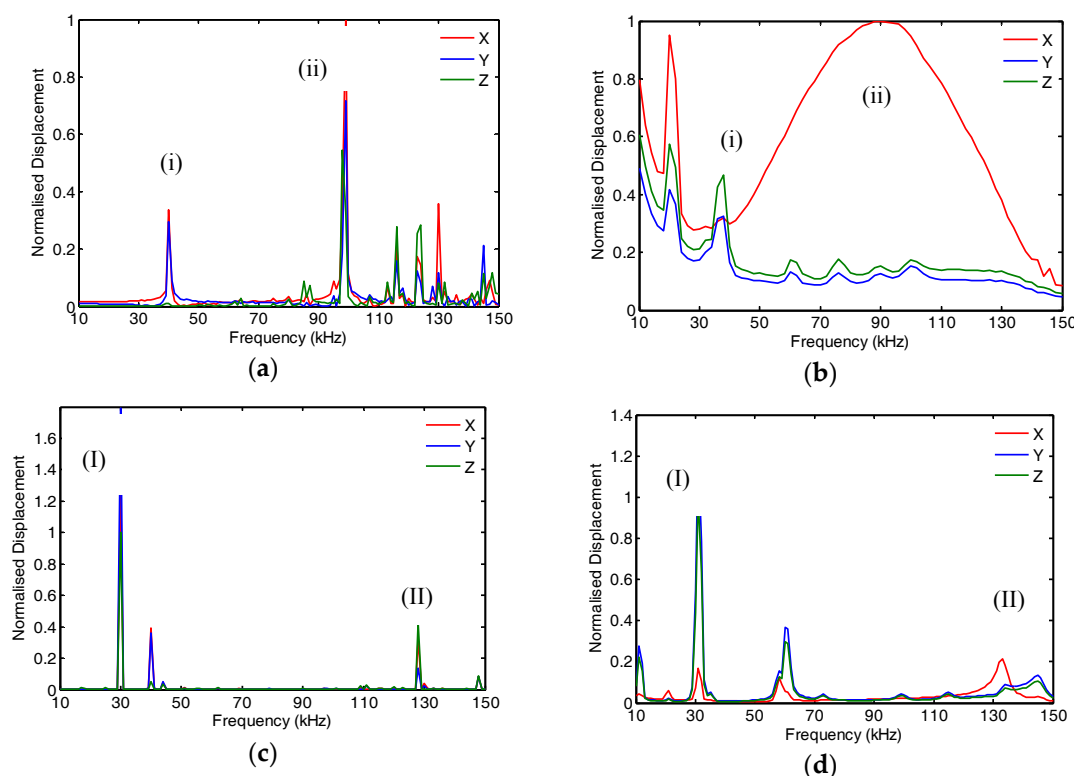 1
0.8
0.6
0.4
0.2
0
Normalised Displacement
10 30 50 70 90 110 130 150
Frequency (kHz)
X
Y
Z
(i)
(ii)
(a)
1
0.8
0.6
0.4
0.2
0
Normalised Displacement
10 30 50 70 90 110 130 150
Frequency (kHz)
X
Y
Z
(i)
(ii)
(b)
1.6
1.4
1.2
1
0.8
0.6
0.4
0.2
0
Normalised Displacement
10 30 50 70 90 110 130 150
Frequency (kHz)
X
Y
Z
(I)
(II)
(c)
1.4
1.2
1
0.8
0.6
0.4
0.2
0
Normalised Displacement
10 30 50 70 90 110 130 150
Frequency (kHz)
X
Y
Z
(I)
(II)
(d)